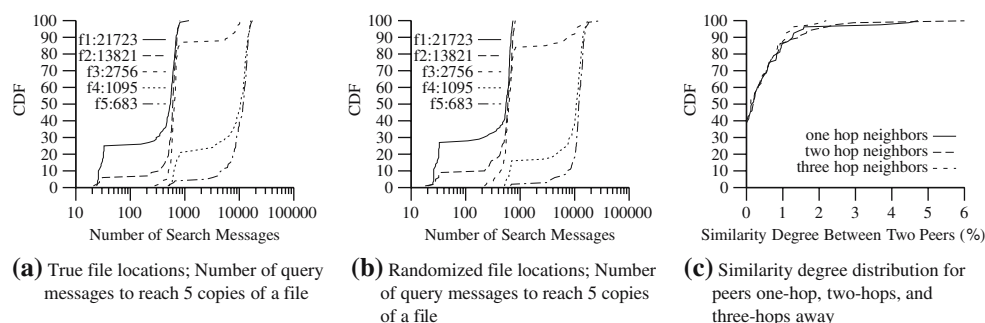 100
90
80
70
60
50
40
30
20
10
0
CDF
f1:21723
f2:13821
f3:2756
f4:1095
f5:683
10 100 1000 10000 100000
Number of Search Messages
(a) True file locations; Number of query
messages to reach 5 copies of a file
100
90
80
70
60
50
40
30
20
10
0
CDF
f1:21723
f2:13821
f3:2756
f4:1095
f5:683
10 100 1000 10000 100000
Number of Search Messages
(b) Randomized file locations; Number
of query messages to reach 5 copies
of a file
100
90
80
70
60
50
40
30
20
10
0
CDF
one hop neighbors
two hop neighbors
three hop neighbors
0 1 2 3 4 5 6
Similarity Degree Between Two Peers (%)
(c) Similarity degree distribution for
peers one-hop, two-hops, and
three-hops away